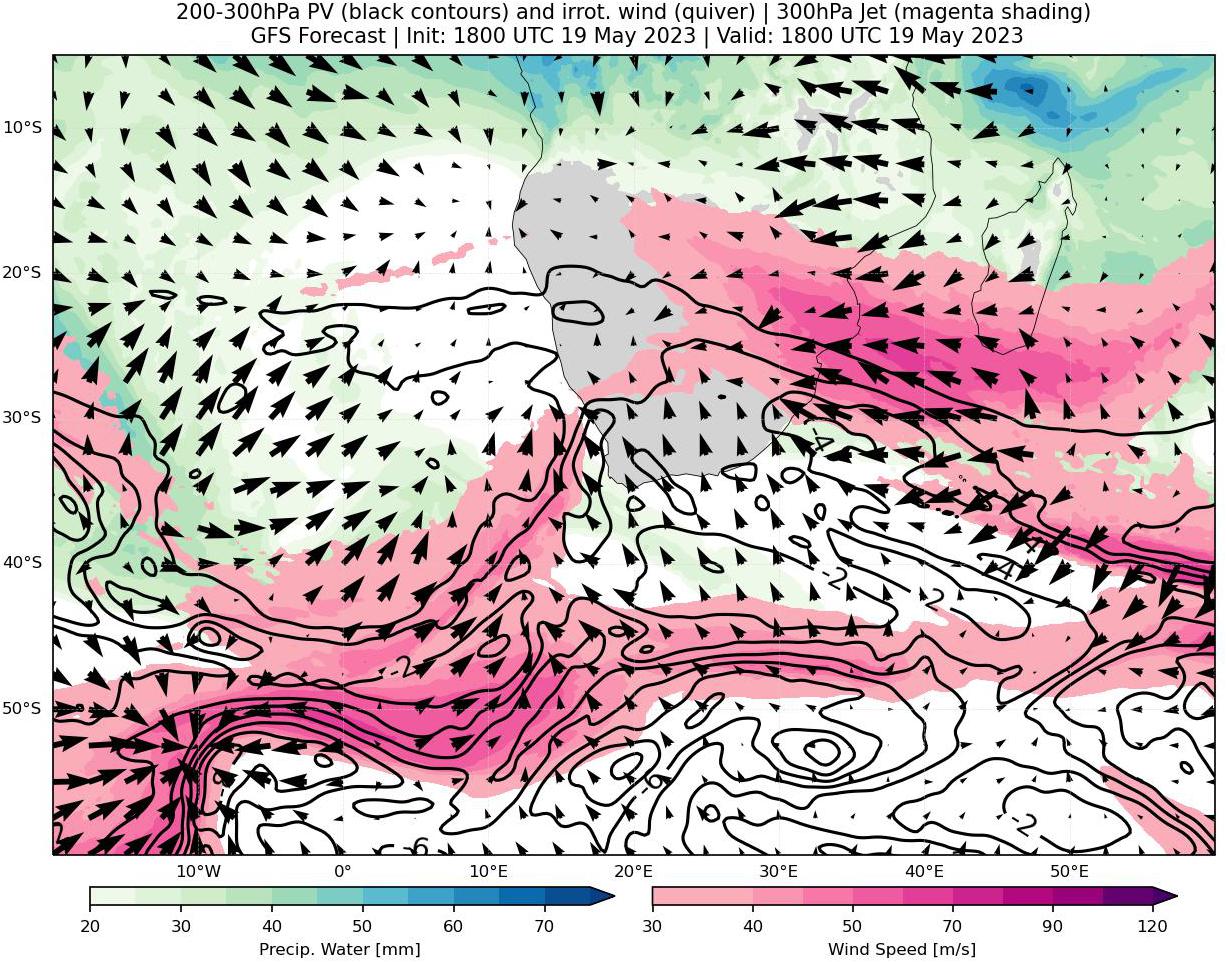 200-300hPa PV (black contours) and irrot. wind (quiver) | 300hPa Jet (magenta shading)
GFS Forecast | Init: 1800 UTC 19 May 2023 | Valid: 1800 UTC 19 May 2023
10°S
20°S
30°S
-4
40°S
-4
-2
-2
-2
50°S
-6
-2
-6
10°W 0° 10°E 20°E 30°E 40°E 50°E
20 30 40 50 60 70
30 40 50 70 90 120
Precip. Water [mm] Wind Speed [m/s]